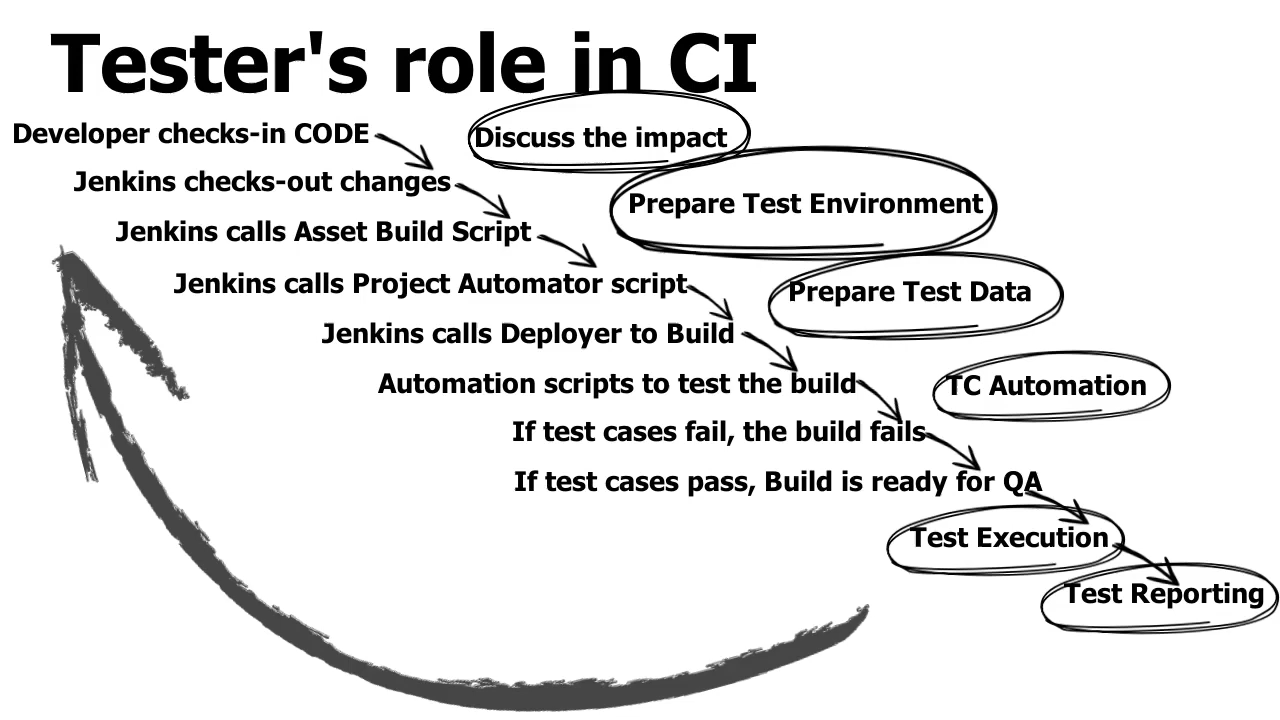 Tester's role in CI
Developer checks-in CODE
Discuss the impact
Jenkins checks-out changes
Prepare Test Environment
Jenkins calls Asset Build Script
Jenkins calls Project Automator script
Prepare Test Data
Jenkins calls Deployer to Build
Automation scripts to test the build
TC Automation
If test cases fail, the build fails
If test cases pass, Build is ready for QA
Test Execution
Test Reporting